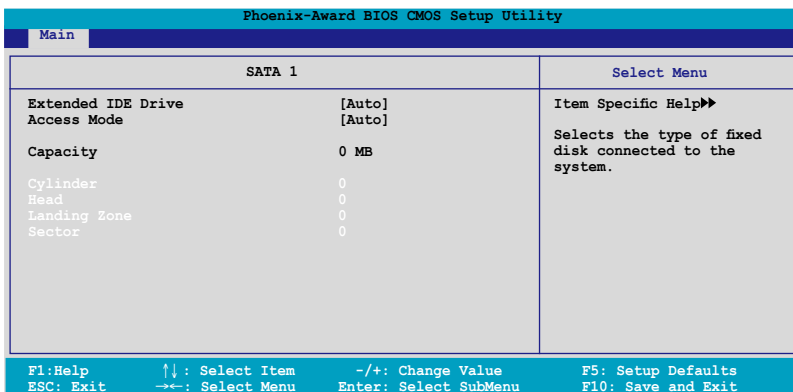 Phoenix-Award BIOS CMOS Setup Utility
Main
SATA 1
Select Menu
Extended IDE Drive [Auto]
Access Mode [Auto]
Capacity 0 MB
Cylinder 0
Head 0
Landing Zone 0
Sector 0
Item Specific Help▶▶
Selects the type of fixed
disk connected to the
system.
F1:Help ↑↓ : Select Item -/+: Change Value F5: Setup Defaults
ESC: Exit →←: Select Menu Enter: Select SubMenu F10: Save and Exit